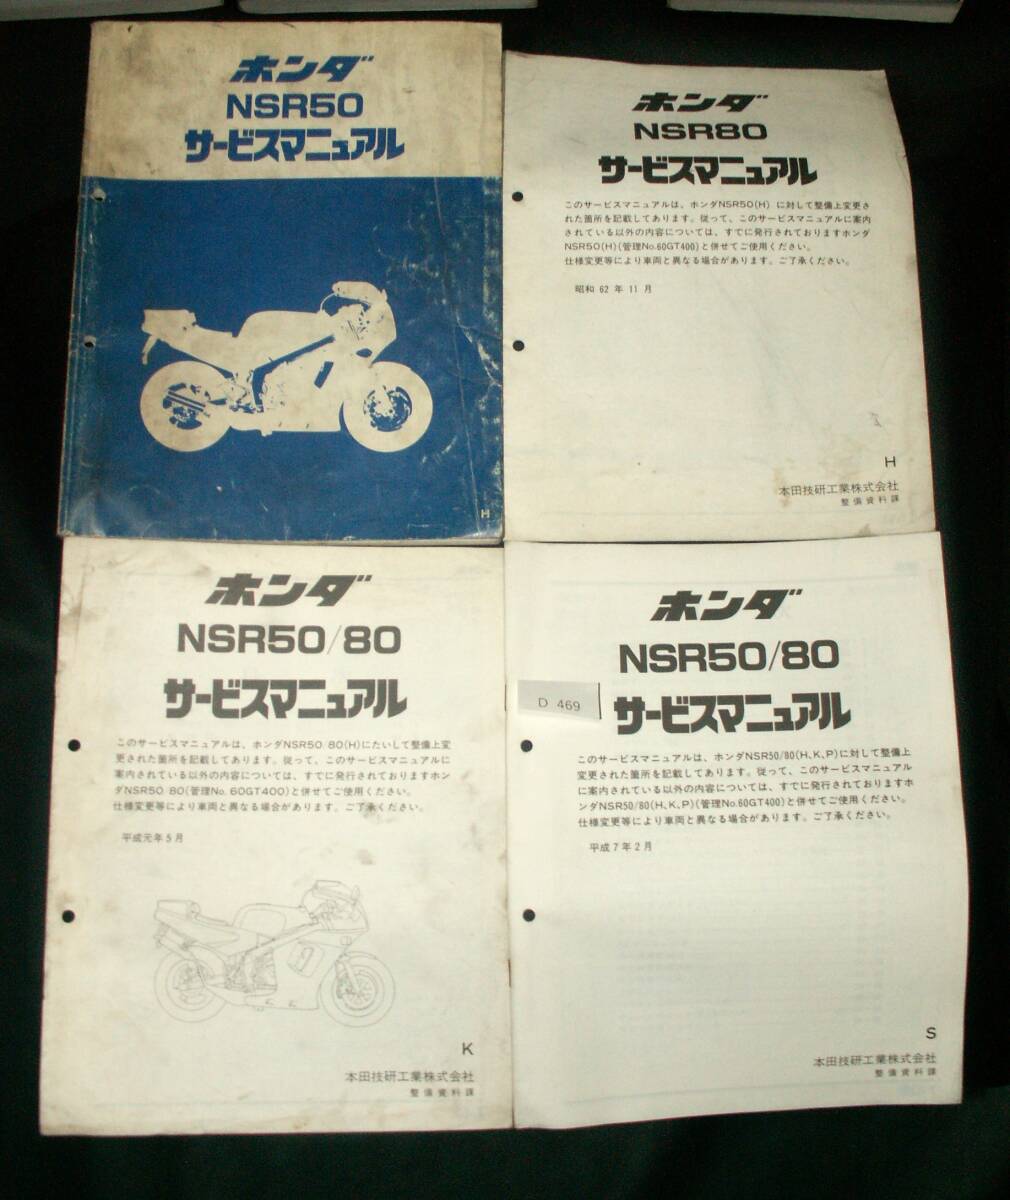 ホンダ
NSR50
サービスマニュアル
H
ホンダ
NSR80
サービスマニュアル
このサービスマニュアルは、ホンダNSR50(H) に対して整備上変更さ
れた箇所を記載してあります。従って、このサービスマニュアルに案内
されている以外の内容については、すでに発行されておりますホンダ
NSR50(H)(管理No.60GT400)と併せてご使用ください。
仕様変更等により車両と異なる場合があります。ご了承ください。
昭和 62 年 11 月
H
本田技研工業株式会社
整備資料課
ホンダ
NSR50/80
サービスマニュアル
このサービスマニュアルは、ホンダNSR50/80(H)にたいして整備上変
更された箇所を記載してあります。従って、このサービスマニュアルに
案内されている以外の内容については、すでに発行されておりますホン
ダNSR50 80(管理No. 60GT400)と併せてご使用ください。
仕様変更等により車両と異なる場合があります。ご了承ください。
平成元年5月
K
本田技研工業株式会社
整備資料課
ホンダ
NSR50/80
D 469
サービスマニュアル
このサービスマニュアルは、ホンダNSR50/80(H、K、P)に対して整備上
変更された箇所を記載してあります。従って、このサービスマニュアル
に案内されている以外の内容については、すでに発行されておりますホ
ンダNSR50/80(H、K、P)(管理No.60GT400)と併せてご使用ください。
仕様変更等により車両と異なる場合があります。ご了承ください。
平成7年2月
S
本田技研工業株式会社
整備資料課